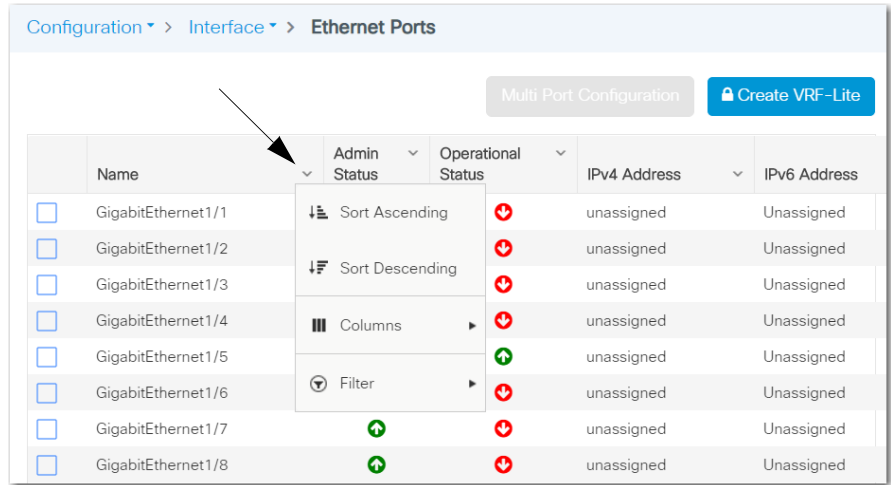 Configuration > Interface > Ethernet Ports
Multi Port Configuration Create VRF-Lite
Name Admin Status Operational Status IPv4 Address IPv6 Address
GigabitEthernet1/1 unassigned Unassigned
GigabitEthernet1/2 unassigned Unassigned
GigabitEthernet1/3 unassigned Unassigned
GigabitEthernet1/4 unassigned Unassigned
GigabitEthernet1/5 unassigned Unassigned
GigabitEthernet1/6 unassigned Unassigned
GigabitEthernet1/7 unassigned Unassigned
GigabitEthernet1/8 unassigned Unassigned
Sort Ascending
Sort Descending
Columns
Filter